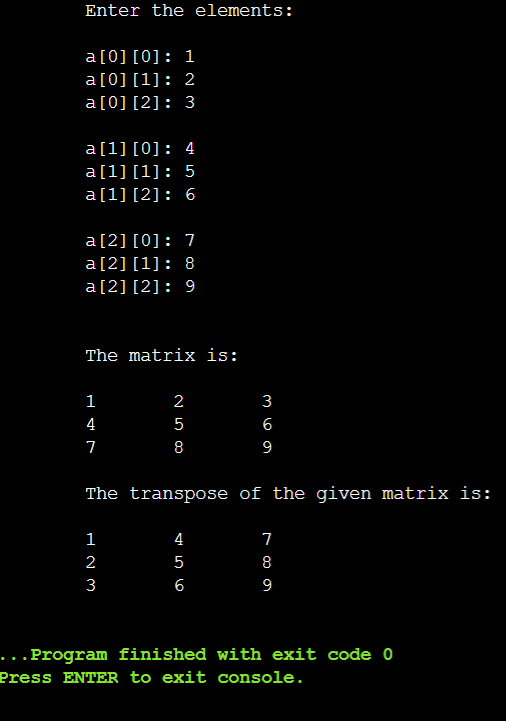 Enter the elements:
a[0][0]: 1
a[0][1]: 2
a[0][2]: 3
a[1][0]: 4
a[1][1]: 5
a[1][2]: 6
a[2][0]: 7
a[2][1]: 8
a[2][2]: 9
The matrix is:
1 2 3
4 5 6
7 8 9
The transpose of the given matrix is:
1 4 7
2 5 8
3 6 9
...Program finished with exit code 0
Press ENTER to exit console.